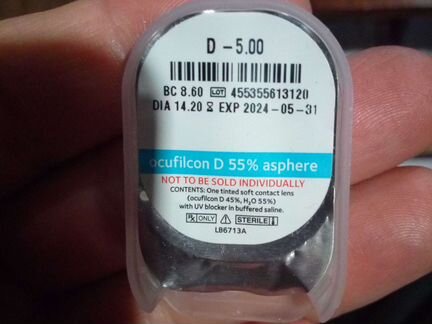 D -5.00
BC 8.60 LOT 455355613120
DIA 14.20 EXP 2024-05-31
ocufilcon D 55% asphere
NOT TO BE SOLD INDIVIDUALLY
CONTENTS: One tinted soft contact lens
(ocufilcon D 45%, H₂O 55%)
with UV blocker in buffered saline.
Rx ONLY STERILE
LB6713A